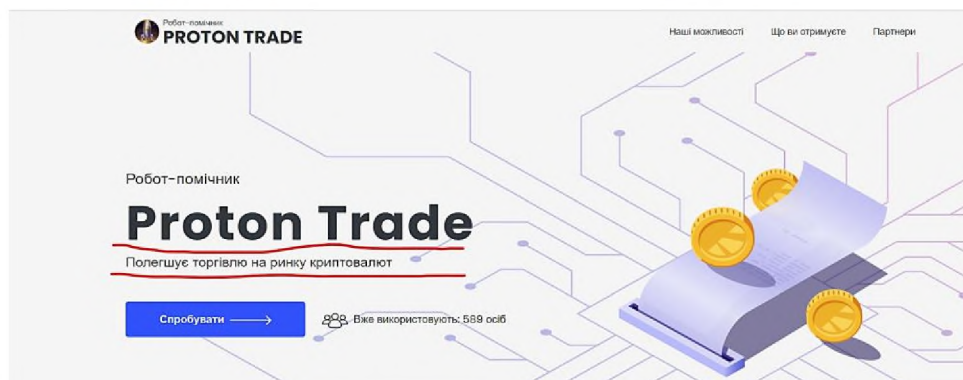 Робот-помічник
PROTON TRADE
Наші можливості Що ви отримуєте Партнери
Робот-помічник
Proton Trade
Полегшує торгівлю на ринку криптовалют
Спробувати
Вже використовують: 589 осіб